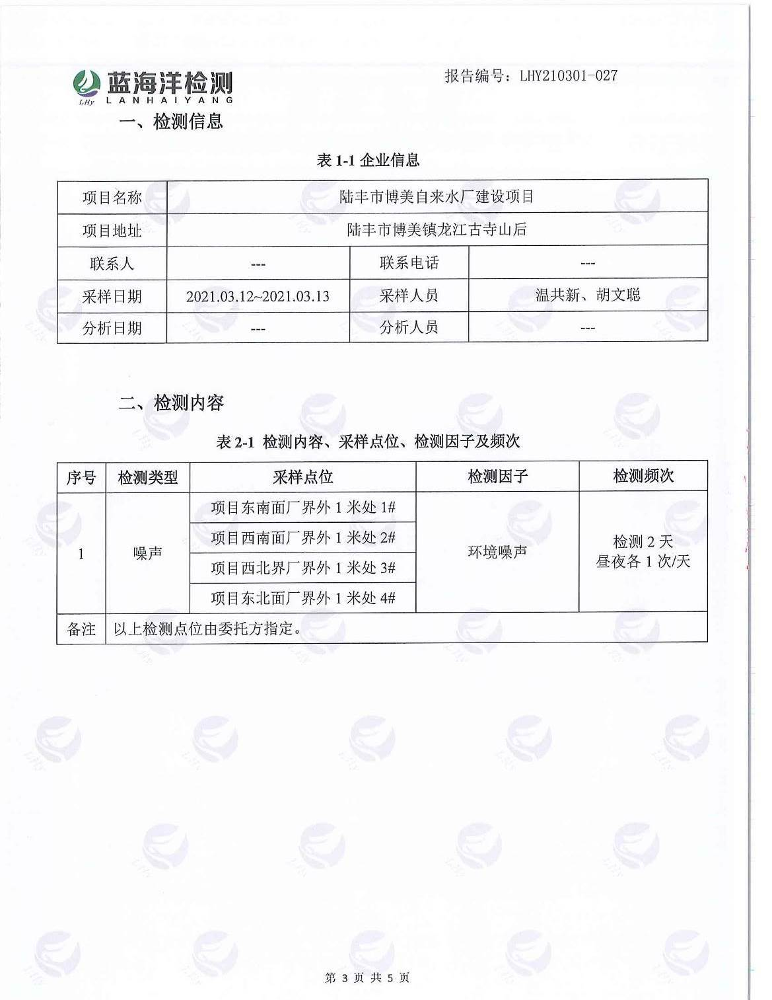 蓝海洋检测
LHy LANHAIYANG
报告编号：LHY210301-027
一、检测信息
表 1-1 企业信息
项目名称 陆丰市博美自来水厂建设项目
项目地址 陆丰市博美镇龙江古寺山后
联系人 --- 联系电话 ---
采样日期 2021.03.12~2021.03.13 采样人员 温共新、胡文聪
分析日期 --- 分析人员 ---
二、检测内容
表 2-1 检测内容、采样点位、检测因子及频次
序号 检测类型 采样点位 检测因子 检测频次
1 噪声 项目东南面厂界外 1 米处 1# 环境噪声 检测 2 天
昼夜各 1 次/天
项目西南面厂界外 1 米处 2#
项目西北界厂界外 1 米处 3#
项目东北面厂界外 1 米处 4#
备注 以上检测点位由委托方指定。
第 3 页 共 5 页